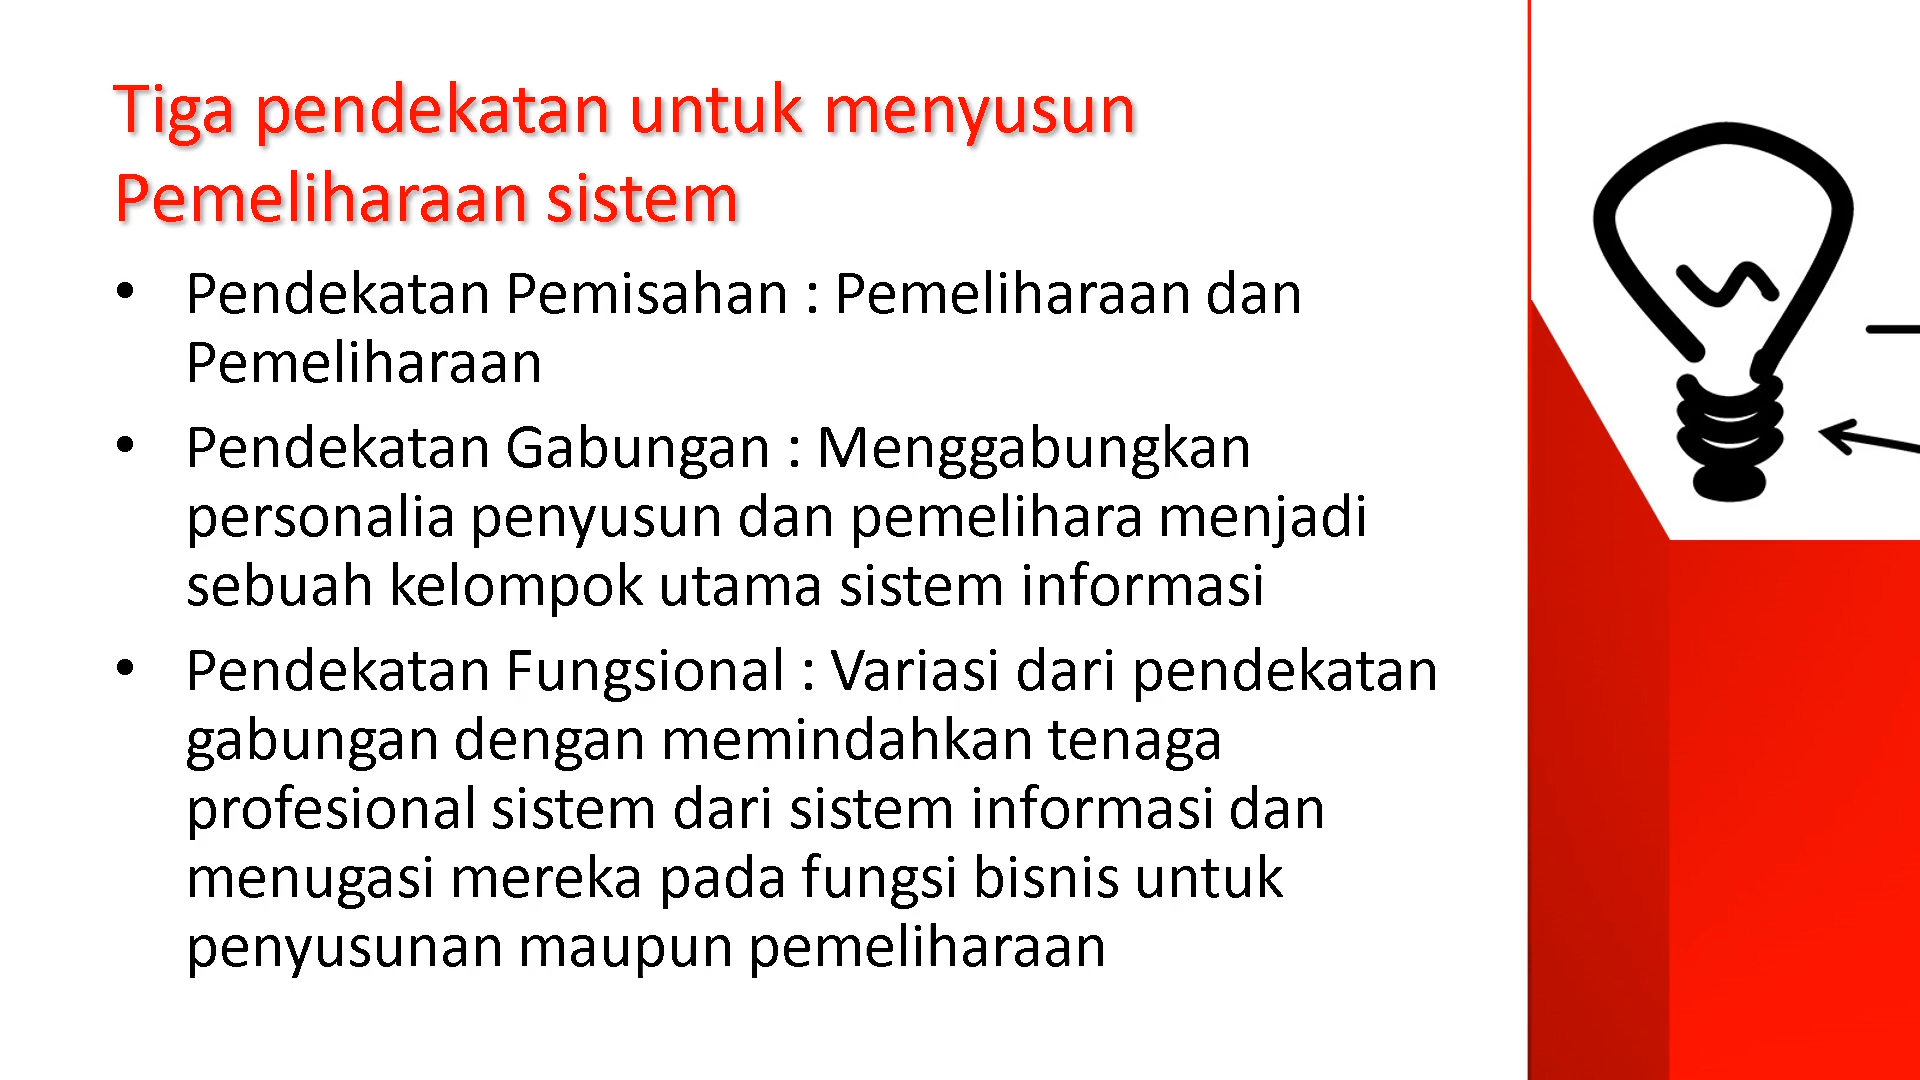 Tiga pendekatan untuk menyusun
Pemeliharaan sistem
• Pendekatan Pemisahan : Pemeliharaan dan
Pemeliharaan
• Pendekatan Gabungan : Menggabungkan
personalia penyusun dan pemelihara menjadi
sebuah kelompok utama sistem informasi
• Pendekatan Fungsional : Variasi dari pendekatan
gabungan dengan memindahkan tenaga
profesional sistem dari sistem informasi dan
menugasi mereka pada fungsi bisnis untuk
penyusunan maupun pemeliharaan